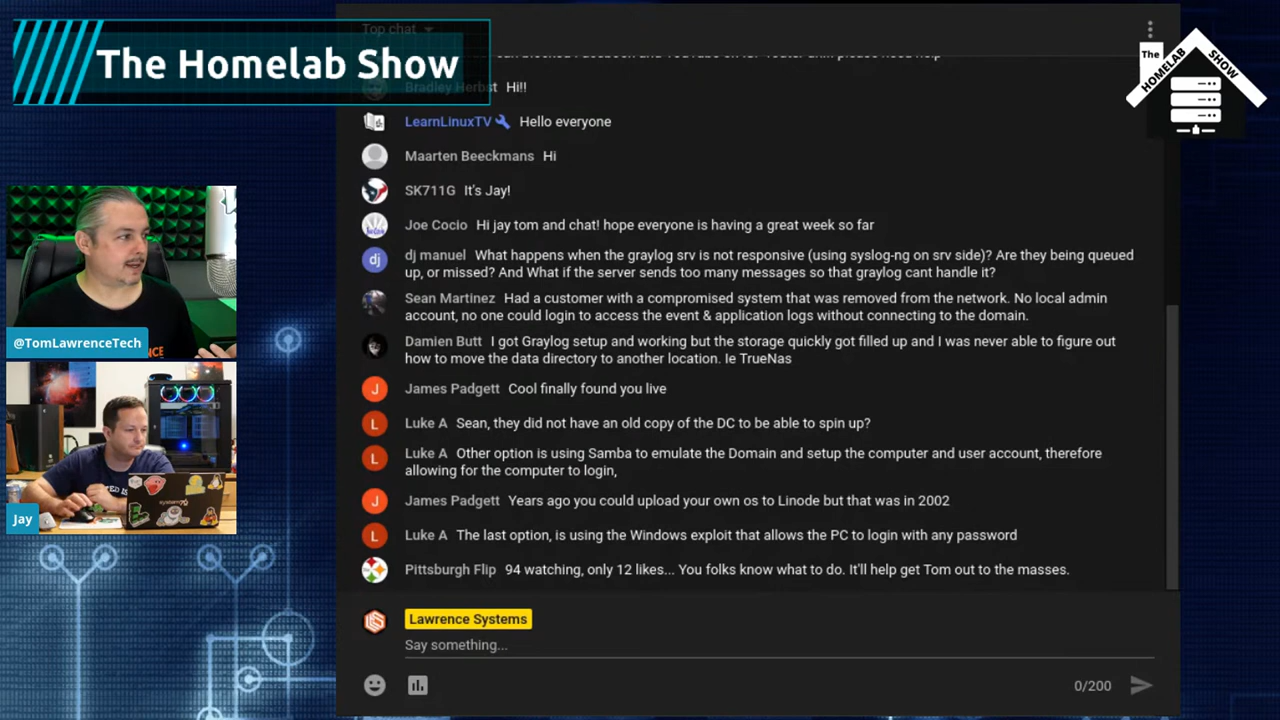 The Homelab Show
Top chat
Bradley Herbst Hi!!
LearnLinuxTV Hello everyone
Maarten Beeckmans Hi
SK711G It's Jay!
Joe Cocio Hi jay tom and chat! hope everyone is having a great week so far
dj manuel What happens when the graylog srv is not responsive (using syslog-ng on srv side)? Are they being queued
up, or missed? And What if the server sends too many messages so that graylog cant handle it?
Sean Martinez Had a customer with a compromised system that was removed from the network. No local admin
account, no one could login to access the event & application logs without connecting to the domain.
Damien Butt I got Graylog setup and working but the storage quickly got filled up and I was never able to figure out
how to move the data directory to another location. Ie TrueNas
James Padgett Cool finally found you live
Luke A Sean, they did not have an old copy of the DC to be able to spin up?
Luke A Other option is using Samba to emulate the Domain and setup the computer and user account, therefore
allowing for the computer to login,
James Padgett Years ago you could upload your own os to Linode but that was in 2002
Luke A The last option, is using the Windows exploit that allows the PC to login with any password
Pittsburgh Flip 94 watching, only 12 likes... You folks know what to do. It'll help get Tom out to the masses.
Lawrence Systems
Say something...
0/200
The
HOMELAB
SHOW
@TomLawrenceTech
Jay
dj
J
L
L
J
L